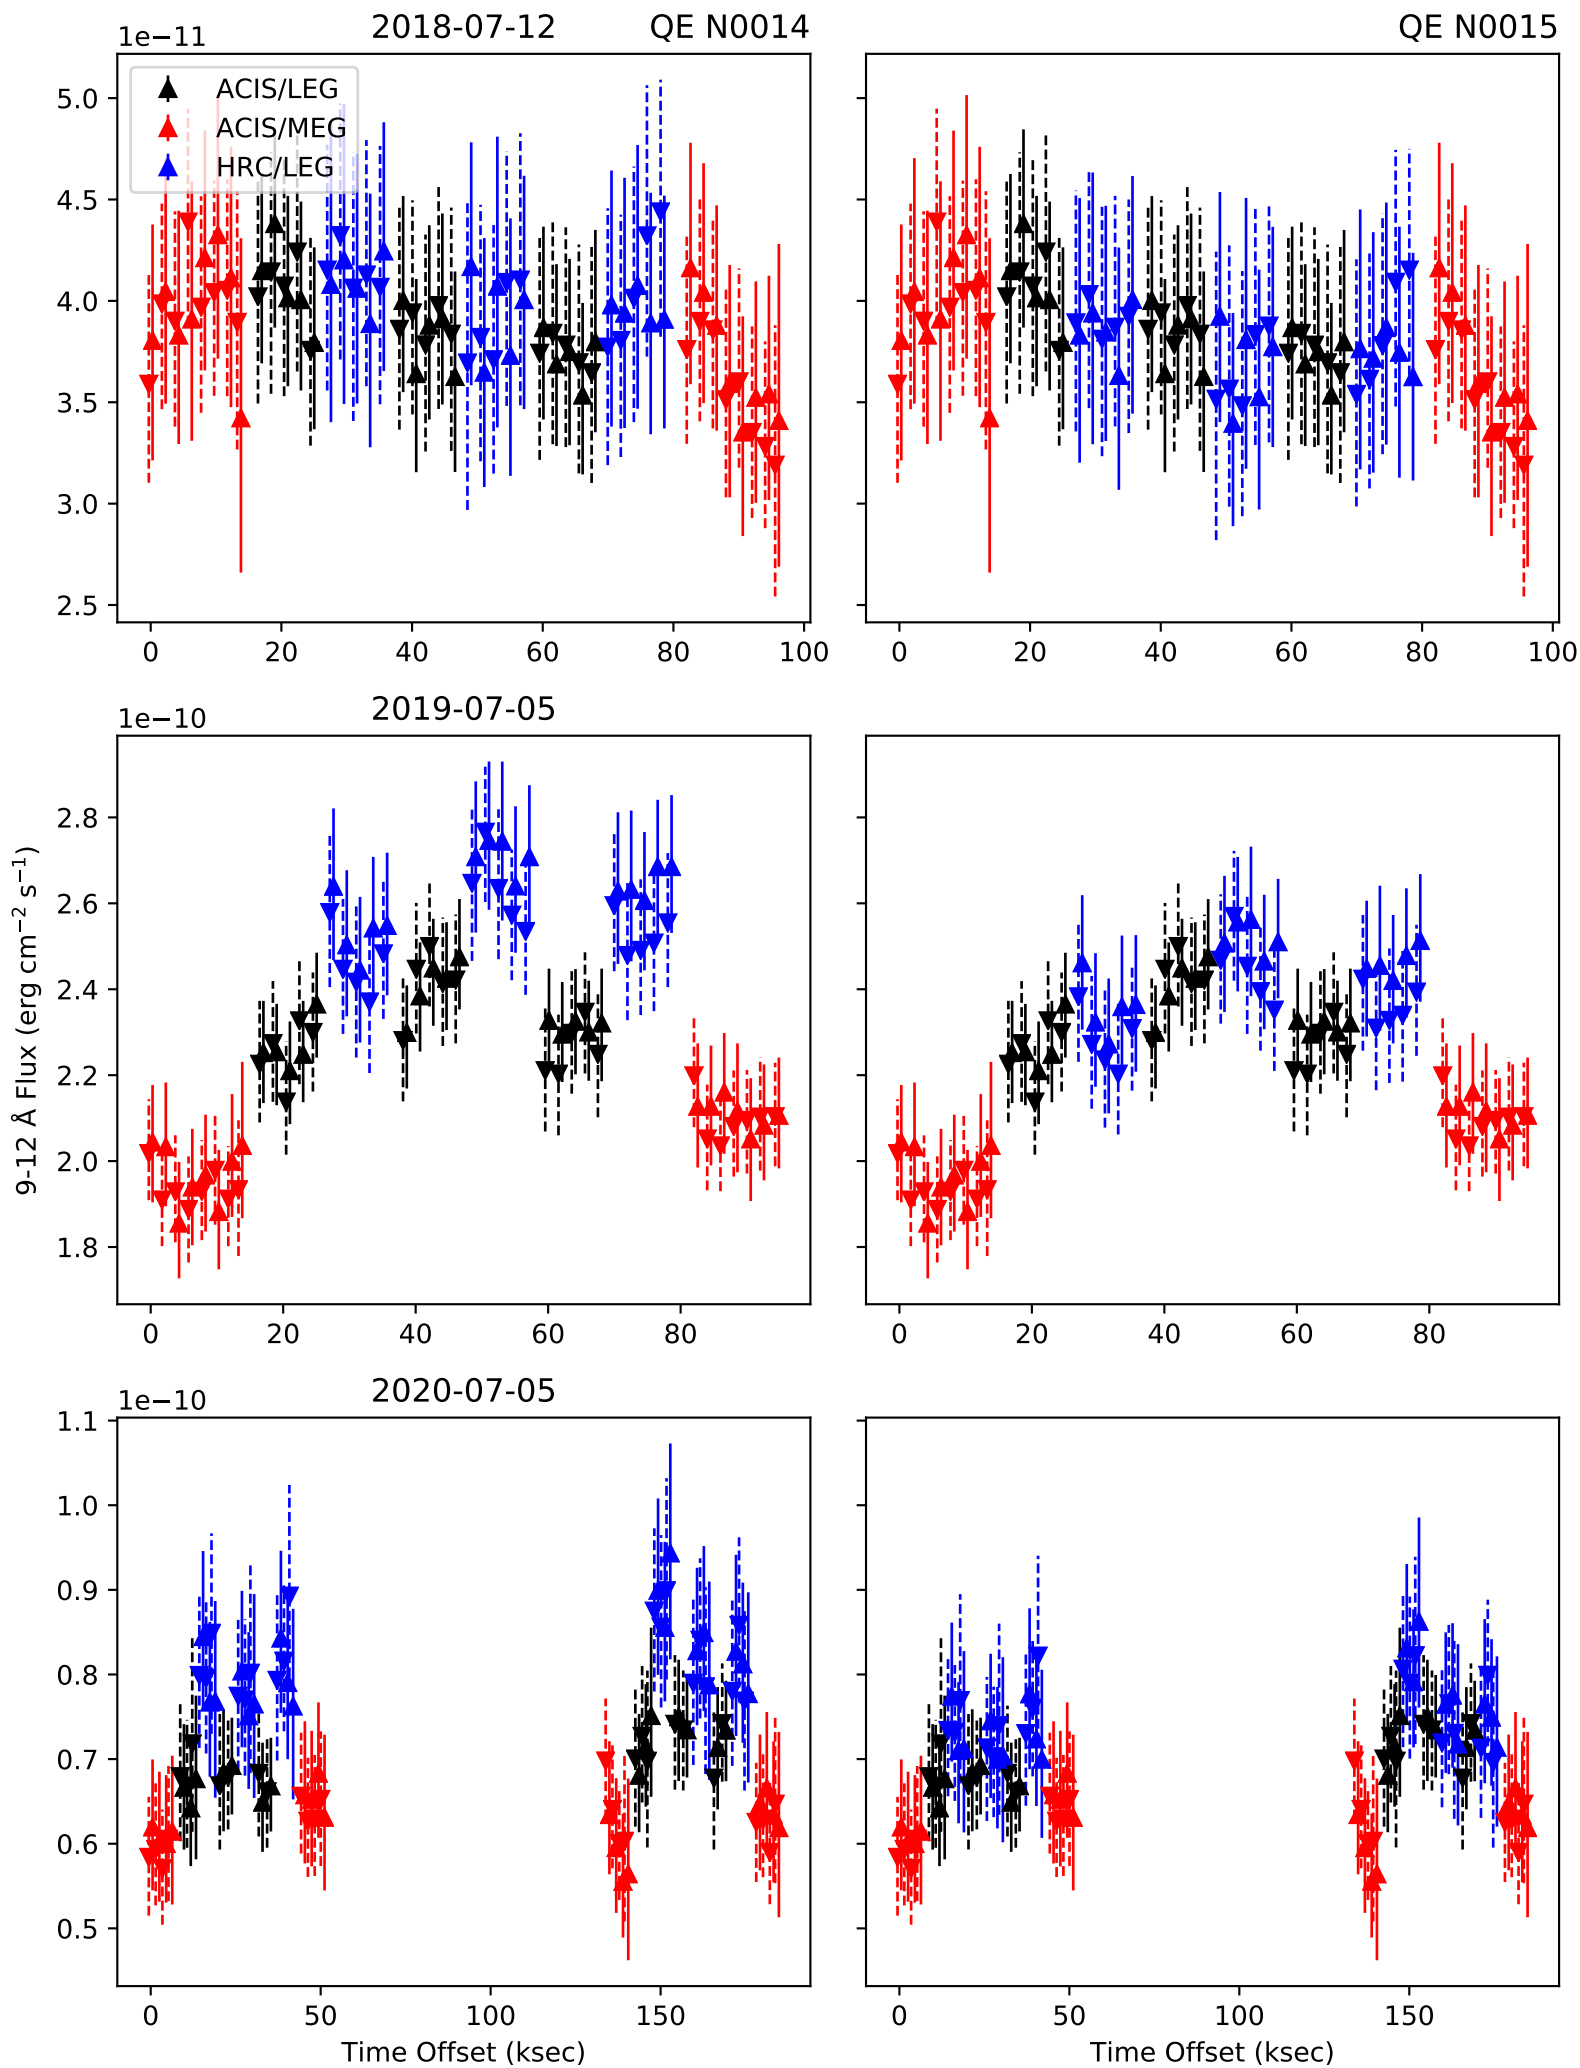 1e−11 2018-07-12 QE N0014 QE N0015
ACIS/LEG
ACIS/MEG
HRC/LEG
5.0
4.5
4.0
3.5
3.0
2.5
0 20 40 60 80 100 0 20 40 60 80 100
1e−10 2019-07-05
9-12 Å Flux (erg cm−2 s−1)
2.8
2.6
2.4
2.2
2.0
1.8
0 20 40 60 80 0 20 40 60 80
1e−10 2020-07-05
1.1
1.0
0.9
0.8
0.7
0.6
0.5
0 50 100 150 0 50 100 150
Time Offset (ksec) Time Offset (ksec)